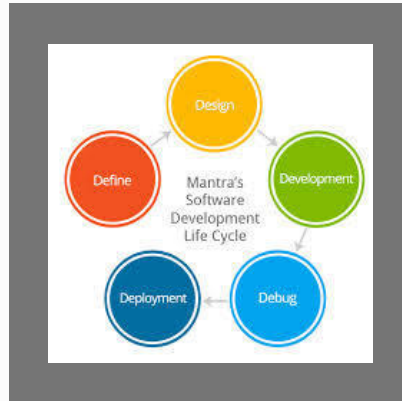 Design
Define
Development
Mantra's
Software
Development
Life Cycle
Deployment
Debug